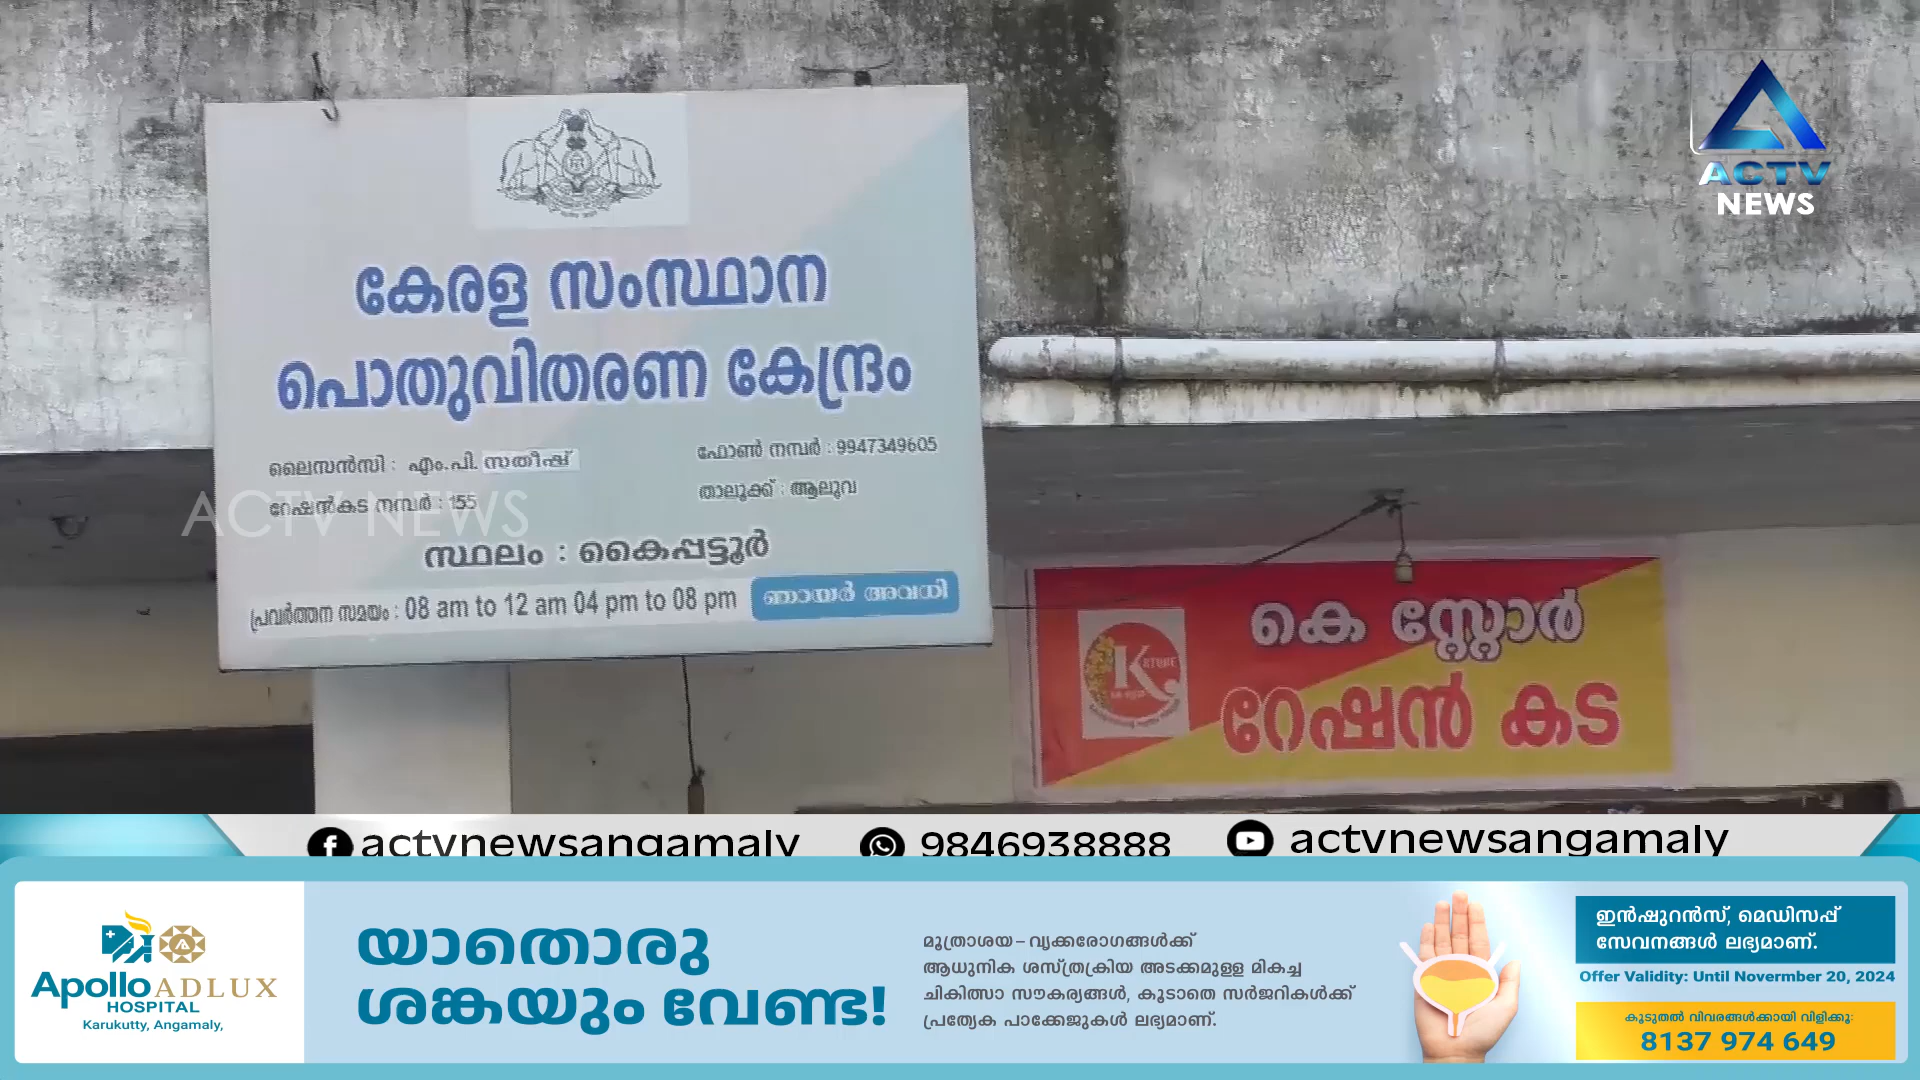 ACTV
NEWS
കേരള സംസ്ഥാന
പൊതുവിതരണ കേന്ദ്രം
ലൈസൻസി : എം.പി. സതീഷ്
ഫോൺ നമ്പർ : 9947349605
റേഷൻകട നമ്പർ : 155
താലൂക്ക് : ആലുവ
ACTV NEWS
സ്ഥലം : കൈപ്പട്ടൂർ
പ്രവർത്തന സമയം : 08 am to 12 am 04 pm to 08 pm
ഞായർ അവധി
K STORE
കെ സ്റ്റോർ
റേഷൻ കട
actvnewsangamaly
9846938888
actvnewsangamaly
Apollo ADLUX
HOSPITAL
Karukutty, Angamaly,
യാതൊരു
ശങ്കയും വേണ്ട!
മൂത്രാശയ – വൃക്കരോഗങ്ങൾക്ക്
ആധുനിക ശസ്ത്രക്രിയ അടക്കമുളള മികച്ച
ചികിത്സാ സൗകര്യങ്ങൾ, കൂടാതെ സർജറികൾക്ക്
പ്രത്യേക പാക്കേജുകൾ ലഭ്യമാണ്.
ഇൻഷുറൻസ്, മെഡിസപ്പ്
സേവനങ്ങൾ ലഭ്യമാണ്.
Offer Validity: Until Novermber 20, 2024
കൂടുതൽ വിവരങ്ങൾക്കായി വിളിക്കൂ:
8137 974 649